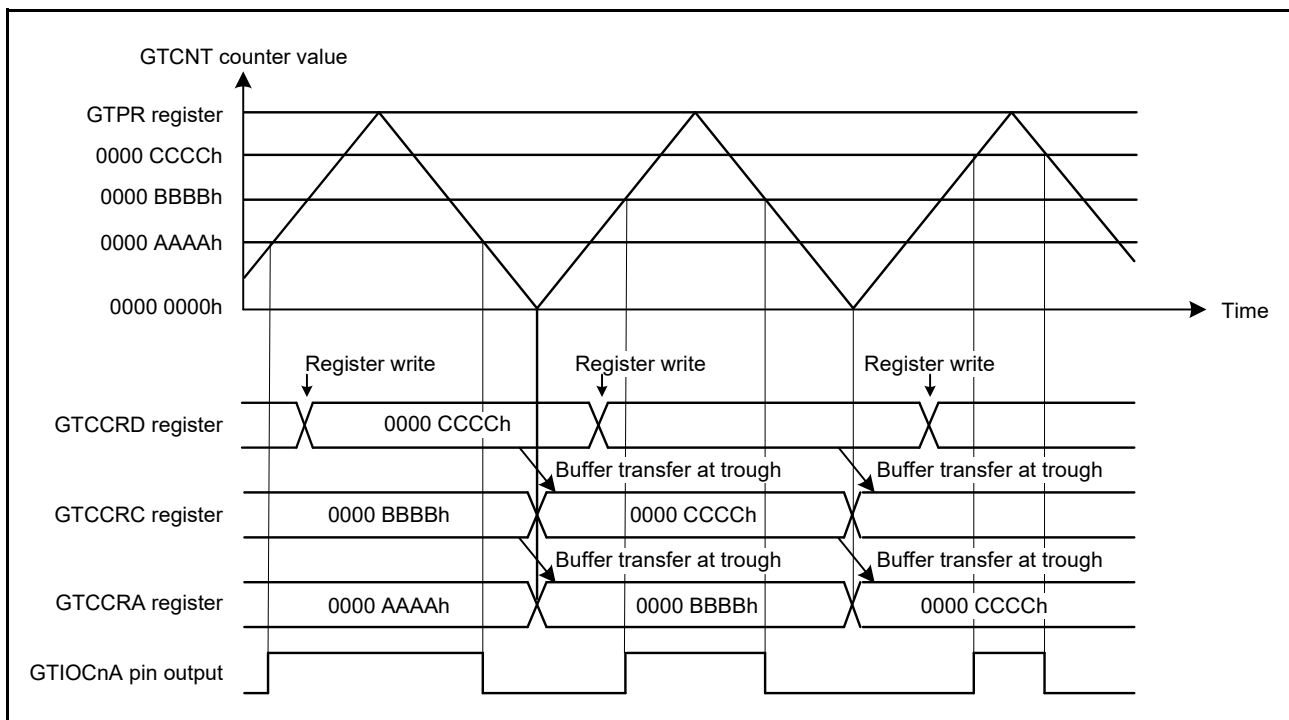 GTCNT counter value
GTPR register
0000 CCCCh
0000 BBBBh
0000 AAAAh
0000 0000h
Time
Register write
Register write
Register write
GTCCRD register
0000 CCCCh
Buffer transfer at trough
Buffer transfer at trough
GTCCRC register
0000 BBBBh
0000 CCCCh
Buffer transfer at trough
Buffer transfer at trough
GTCCRA register
0000 AAAAh
0000 BBBBh
0000 CCCCh
GTIOCnA pin output